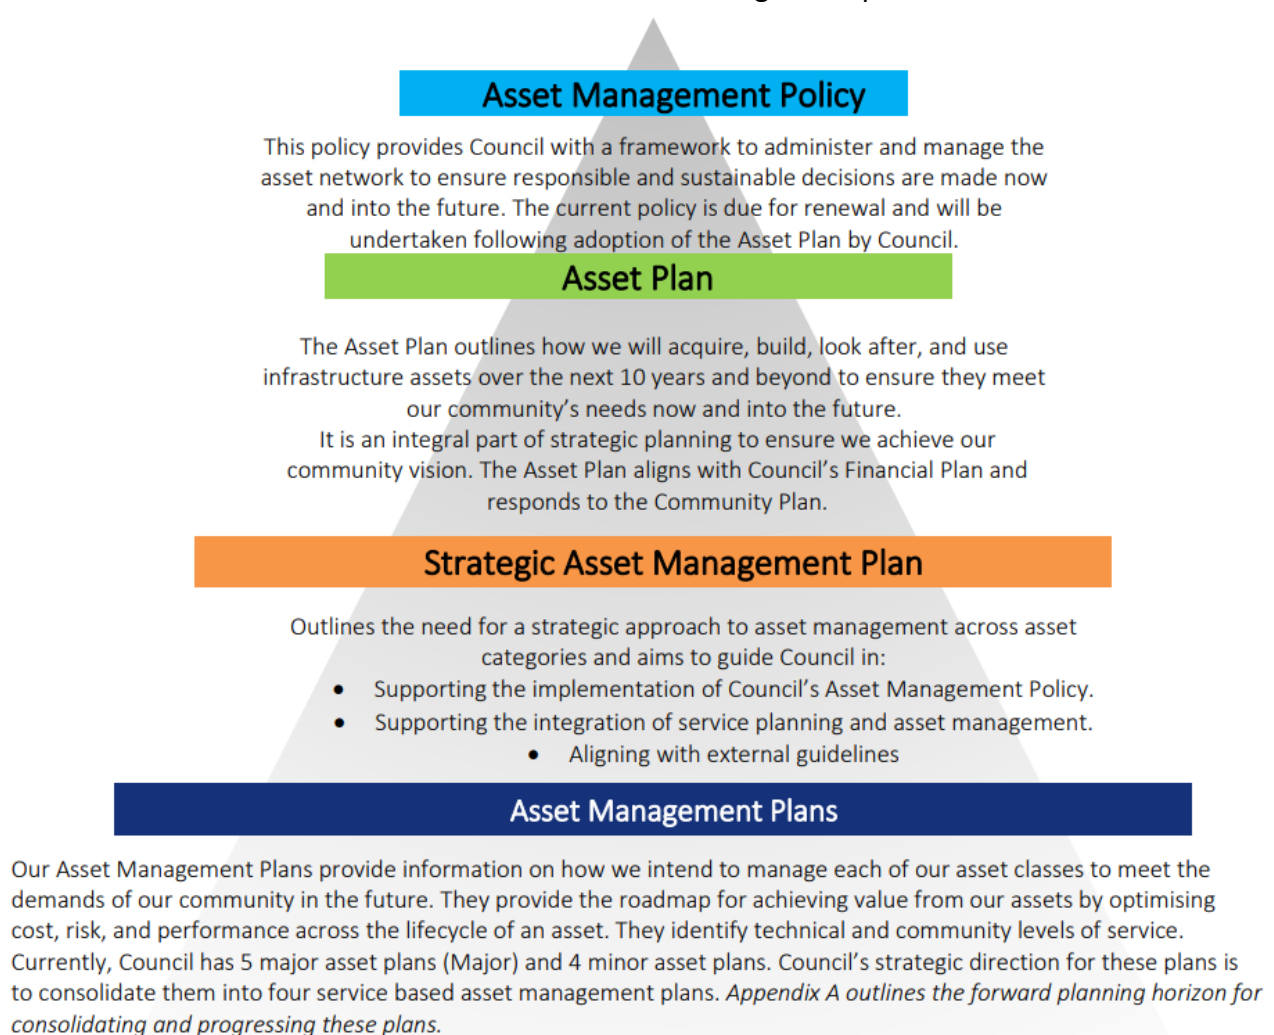 Asset Management Policy
This policy provides Council with a framework to administer and manage the
asset network to ensure responsible and sustainable decisions are made now
and into the future. The current policy is due for renewal and will be
undertaken following adoption of the Asset Plan by Council.
Asset Plan
The Asset Plan outlines how we will acquire, build, look after, and use
infrastructure assets over the next 10 years and beyond to ensure they meet
our community’s needs now and into the future.
It is an integral part of strategic planning to ensure we achieve our
community vision. The Asset Plan aligns with Council’s Financial Plan and
responds to the Community Plan.
Strategic Asset Management Plan
Outlines the need for a strategic approach to asset management across asset
categories and aims to guide Council in:
• Supporting the implementation of Council’s Asset Management Policy.
• Supporting the integration of service planning and asset management.
• Aligning with external guidelines
Asset Management Plans
Our Asset Management Plans provide information on how we intend to manage each of our asset classes to meet the
demands of our community in the future. They provide the roadmap for achieving value from our assets by optimising
cost, risk, and performance across the lifecycle of an asset. They identify technical and community levels of service.
Currently, Council has 5 major asset plans (Major) and 4 minor asset plans. Council’s strategic direction for these plans is
to consolidate them into four service based asset management plans. Appendix A outlines the forward planning horizon for
consolidating and progressing these plans.